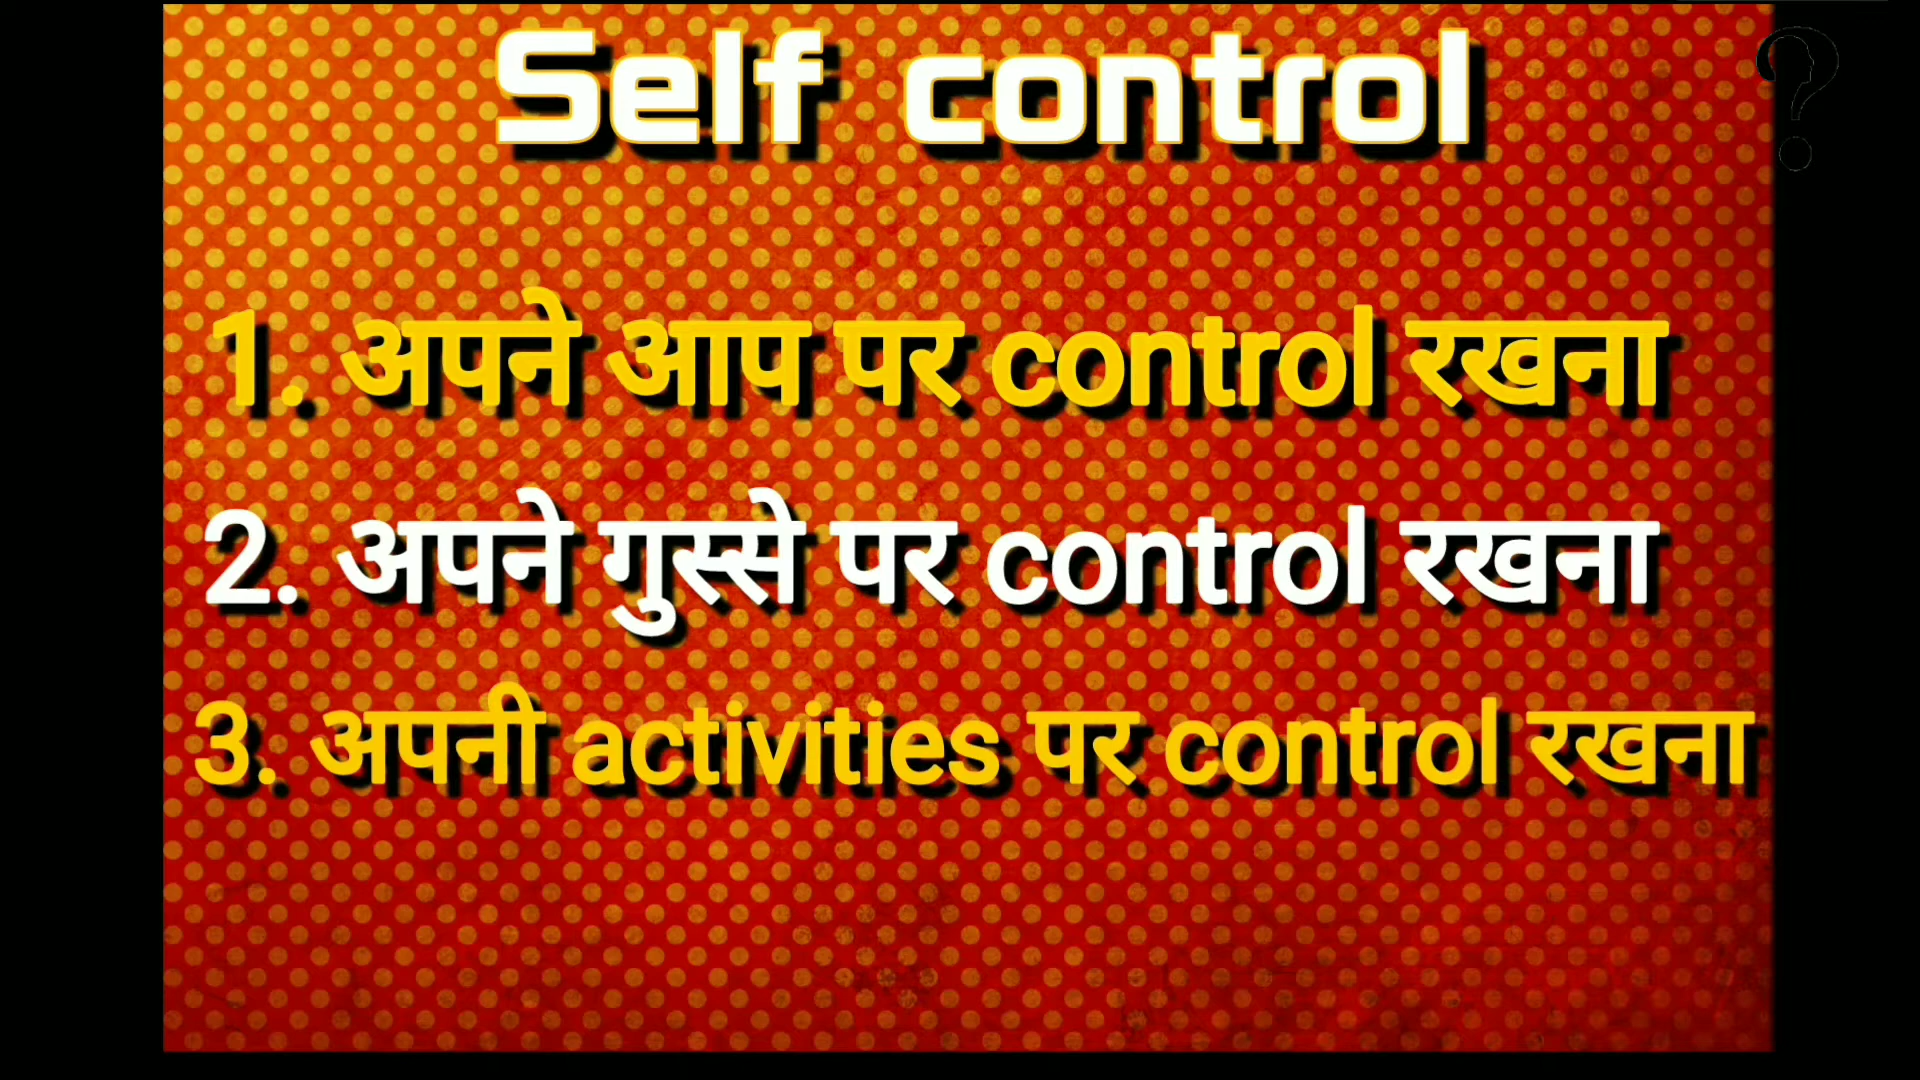 Self control
1. अपने आप पर control रखना
2. अपने गुस्से पर control रखना
3. अपनी activities पर control रखना